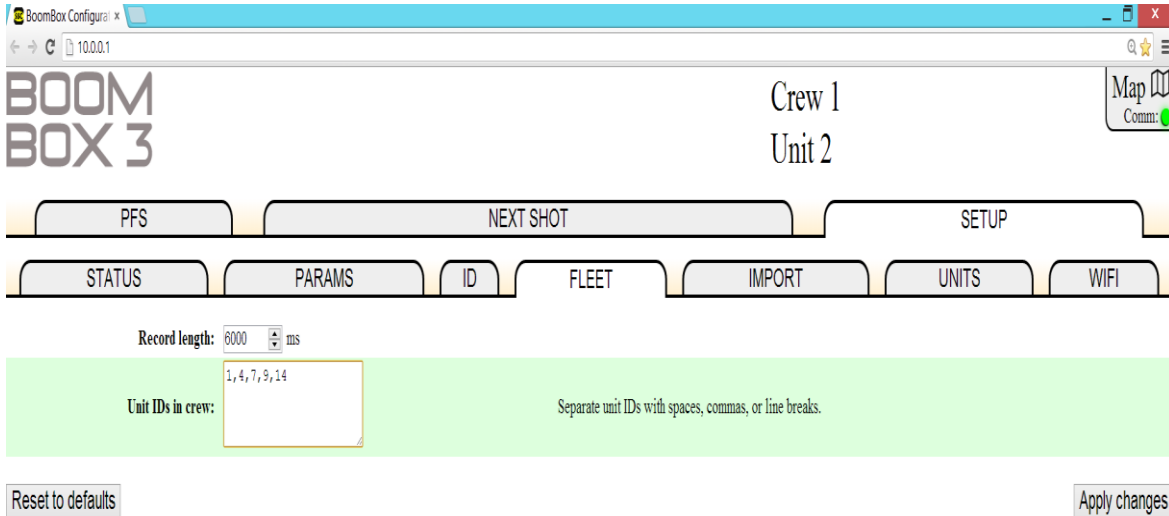 BoomBox Configurat
10.0.0.1
BOOM
BOX 3
Crew 1
Unit 2
Map
Comm:
PFS NEXT SHOT SETUP
STATUS PARAMS ID FLEET IMPORT UNITS WIFI
Record length: 6000 ms
Unit IDs in crew: 1,4,7,9,14 Separate unit IDs with spaces, commas, or line breaks.
Reset to defaults Apply changes